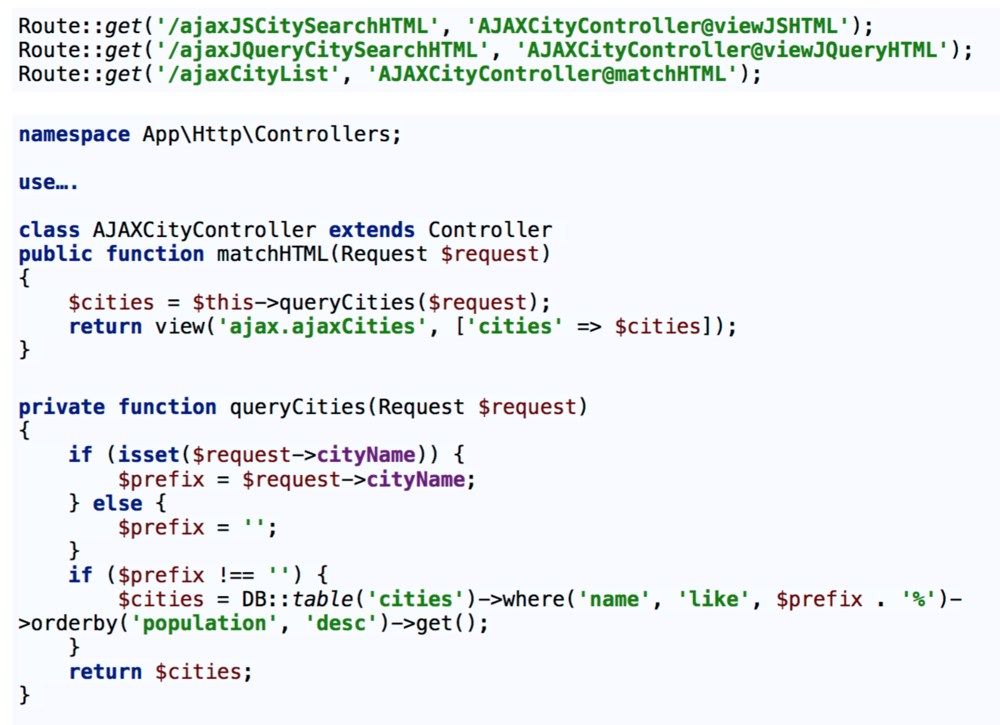 Route::get('/ajaxJSCitySearchHTML', 'AJAXCityController@viewJSHTML');
Route::get('/ajaxJQueryCitySearchHTML', 'AJAXCityController@viewJQueryHTML');
Route::get('/ajaxCityList', 'AJAXCityController@matchHTML');
namespace App\Http\Controllers;
use….
class AJAXCityController extends Controller
public function matchHTML(Request $request)
{
    $cities = $this->queryCities($request);
    return view('ajax.ajaxCities', ['cities' => $cities]);
}
private function queryCities(Request $request)
{
    if (isset($request->cityName)) {
        $prefix = $request->cityName;
    } else {
        $prefix = '';
    }
    if ($prefix !== '') {
        $cities = DB::table('cities')->where('name', 'like', $prefix . '%')-
>orderby('population', 'desc')->get();
    }
    return $cities;
}